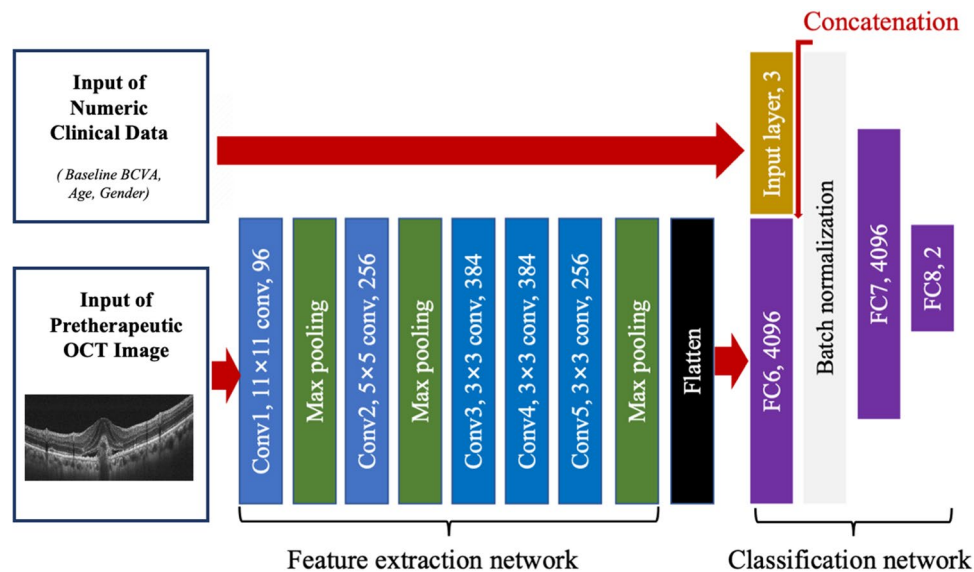 Concatenation
Input of
Numeric
Clinical Data
( Baseline BCVA,
Age, Gender)
Input of
Pretherapeutic
OCT Image
Conv1, 11×11 conv, 96
Max pooling
Conv2, 5×5 conv, 256
Max pooling
Conv3, 3×3 conv, 384
Conv4, 3×3 conv, 384
Conv5, 3×3 conv, 256
Max pooling
Flatten
Input layer, 3
FC6, 4096
Batch normalization
FC7, 4096
FC8, 2
Feature extraction network
Classification network